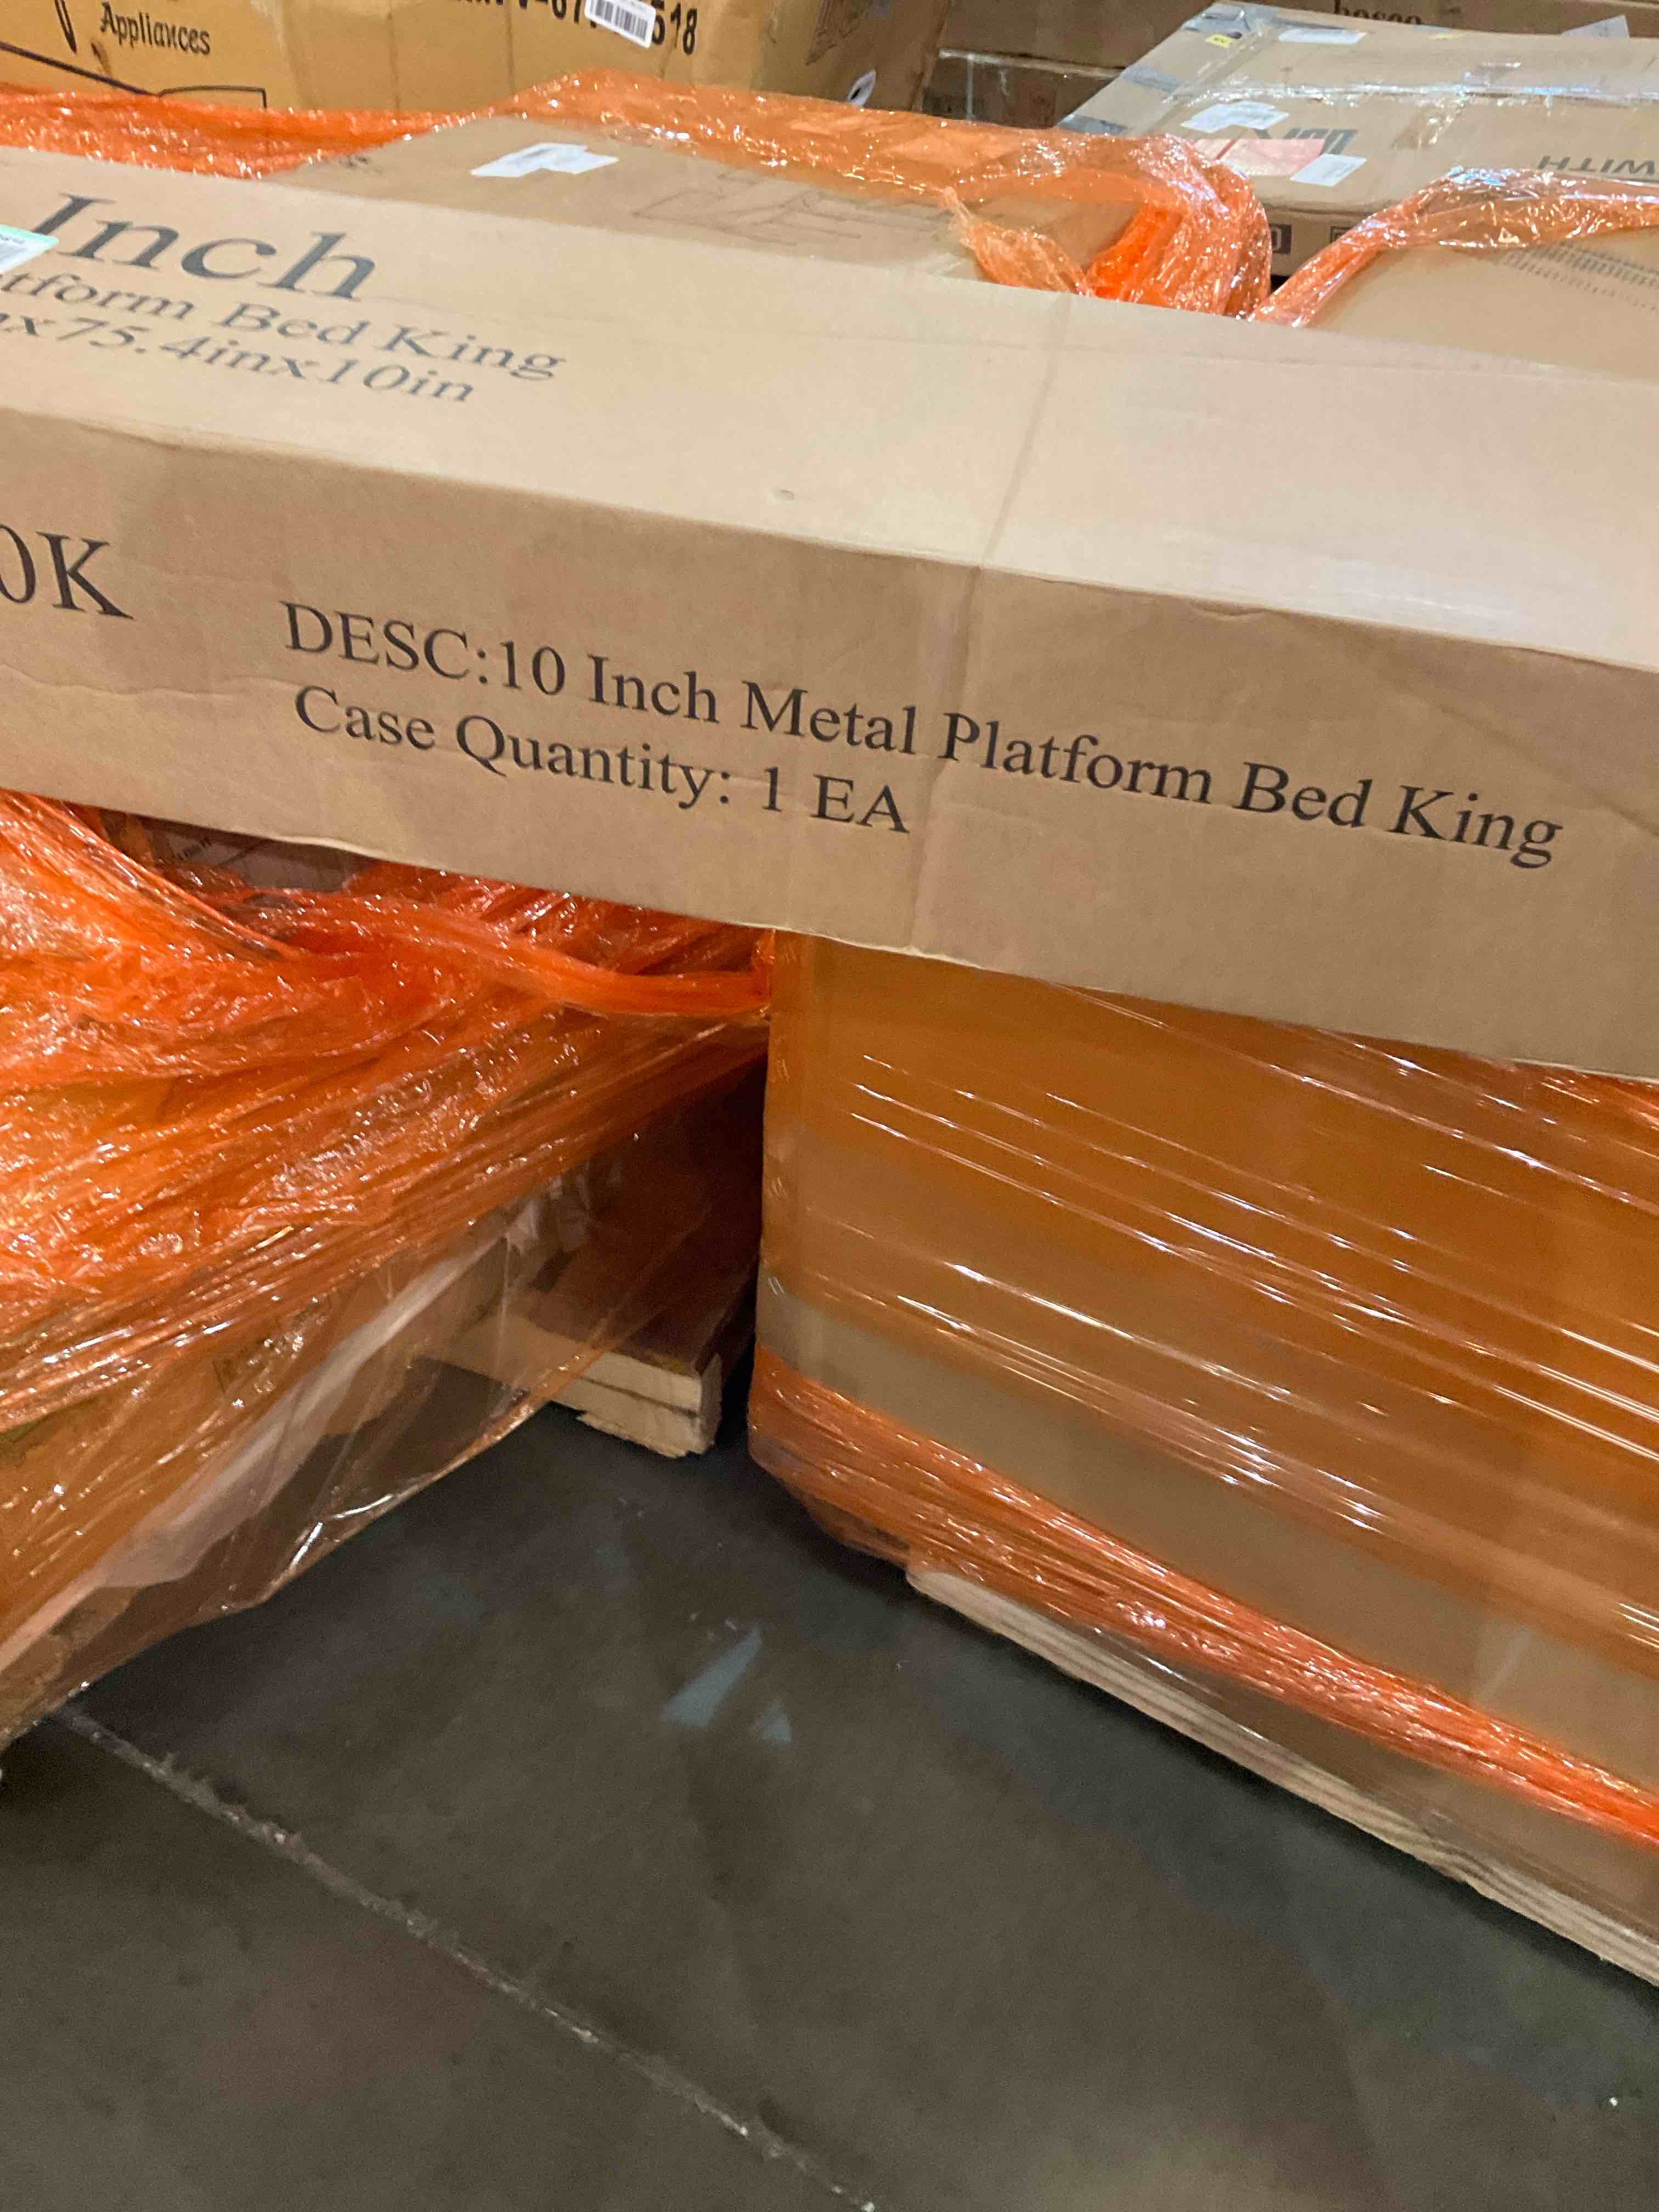 Appliances
518
Inch
tform Bed King
x75.4inx10in
0K
DESC:10 Inch Metal Platform Bed King
Case Quantity: 1 EA
WITH